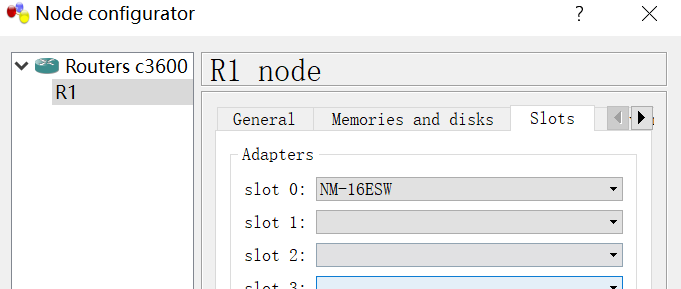 Node configurator
Routers c3600
R1
R1 node
General
Memories and disks
Slots
Adapters
slot 0: NM-16ESW
slot 1:
slot 2:
slot 3: